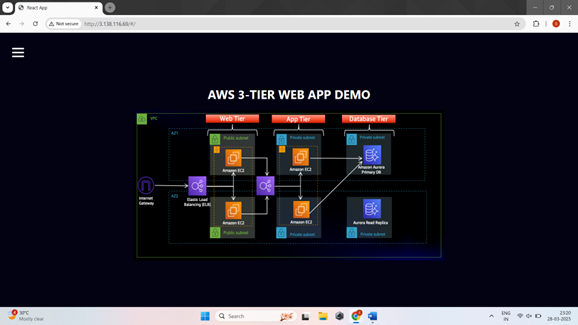 React App
Not secure
http://3.138.116.69/#/
AWS 3-TIER WEB APP DEMO
VPC
Web Tier
App Tier
Database Tier
AZ1
Public subnet
Private subnet
Private subnet
Amazon EC2
Amazon EC2
Amazon Aurora
Primary DB
Internet
Gateway
Elastic Load
Balancing (ELB)
AZ2
Amazon EC2
Amazon EC2
Aurora Read Replica
Public subnet
Private subnet
Private subnet
30°C
Mostly clear
Search
ENG
IN
23:20
28-03-2025